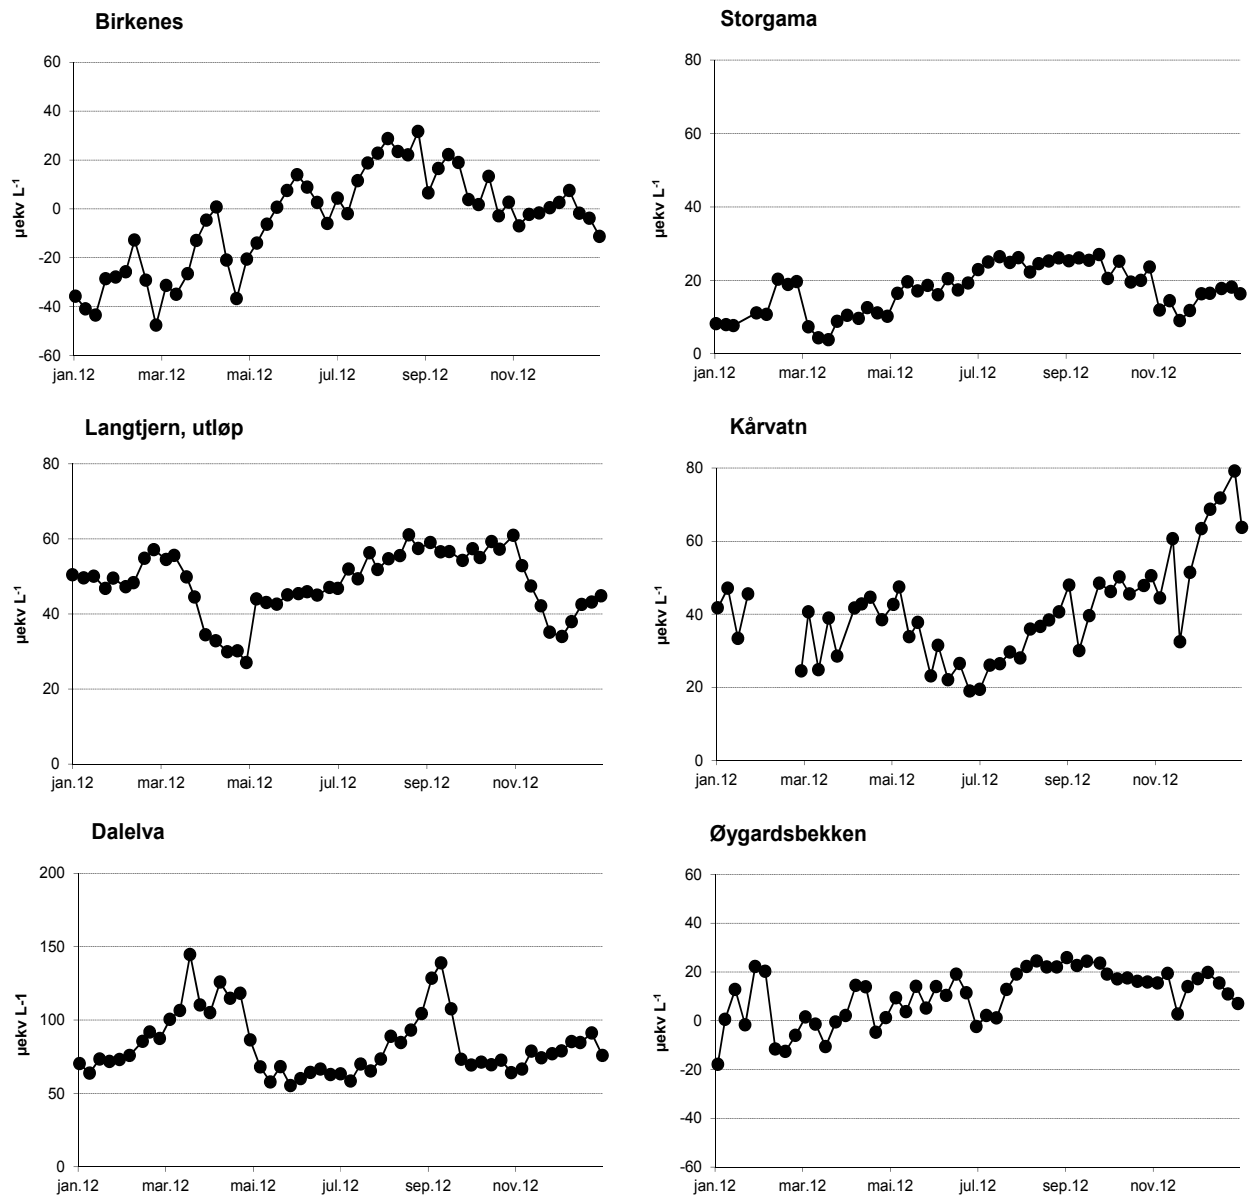 Birkenes
60
40
20
0
-20
-40
-60
µekv L-1
jan.12 mar.12 mai.12 jul.12 sep.12 nov.12
Storgama
80
60
40
20
0
µekv L-1
jan.12 mar.12 mai.12 jul.12 sep.12 nov.12
Langtjern, utløp
80
60
40
20
0
µekv L-1
jan.12 mar.12 mai.12 jul.12 sep.12 nov.12
Kårvatn
80
60
40
20
0
µekv L-1
jan.12 mar.12 mai.12 jul.12 sep.12 nov.12
Dalelva
200
150
100
50
0
µekv L-1
jan.12 mar.12 mai.12 jul.12 sep.12 nov.12
Øygardsbekken
60
40
20
0
-20
-40
-60
µekv L-1
jan.12 mar.12 mai.12 jul.12 sep.12 nov.12